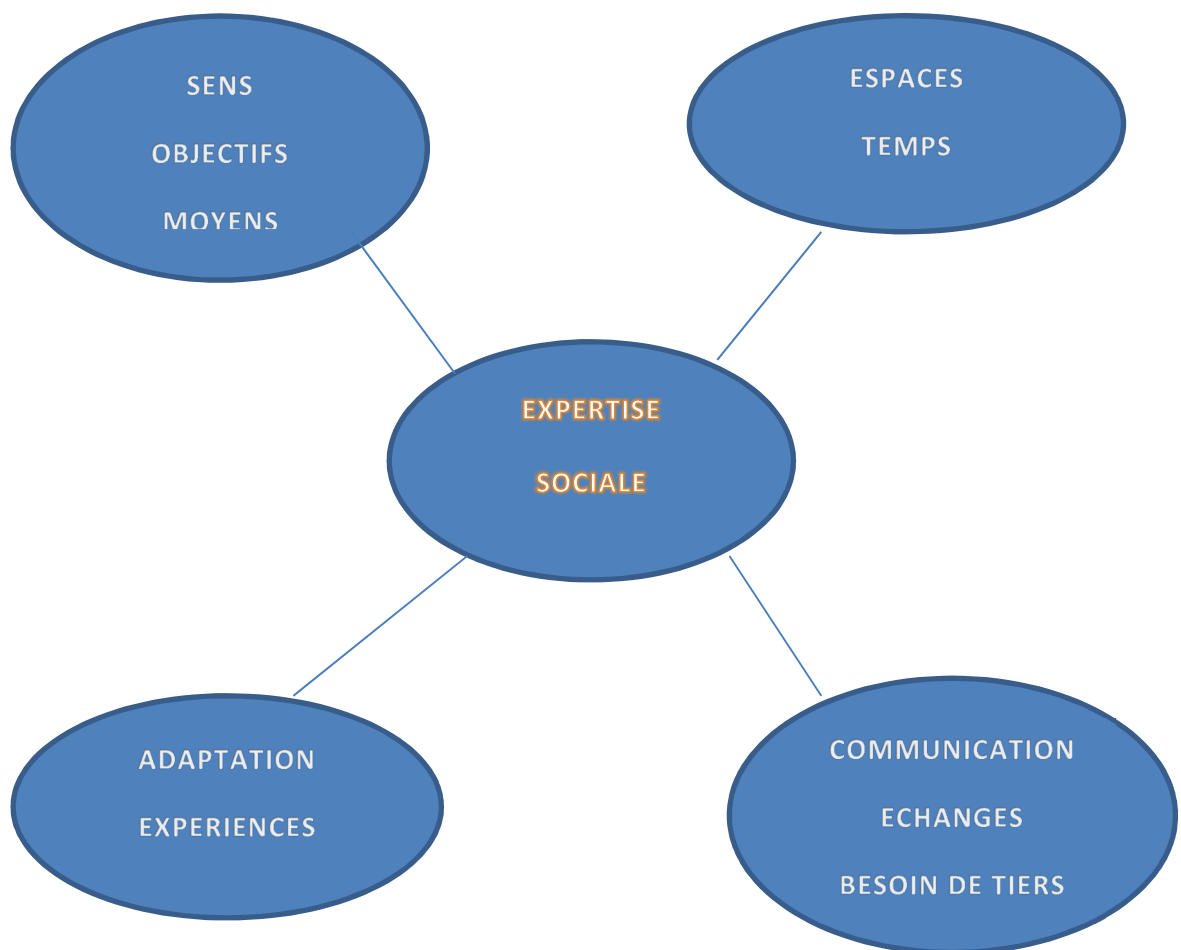 SENS
OBJECTIFS
MOYENS
ESPACES
TEMPS
EXPERTISE
SOCIALE
ADAPTATION
EXPERIENCES
COMMUNICATION
ECHANGES
BESOIN DE TIERS